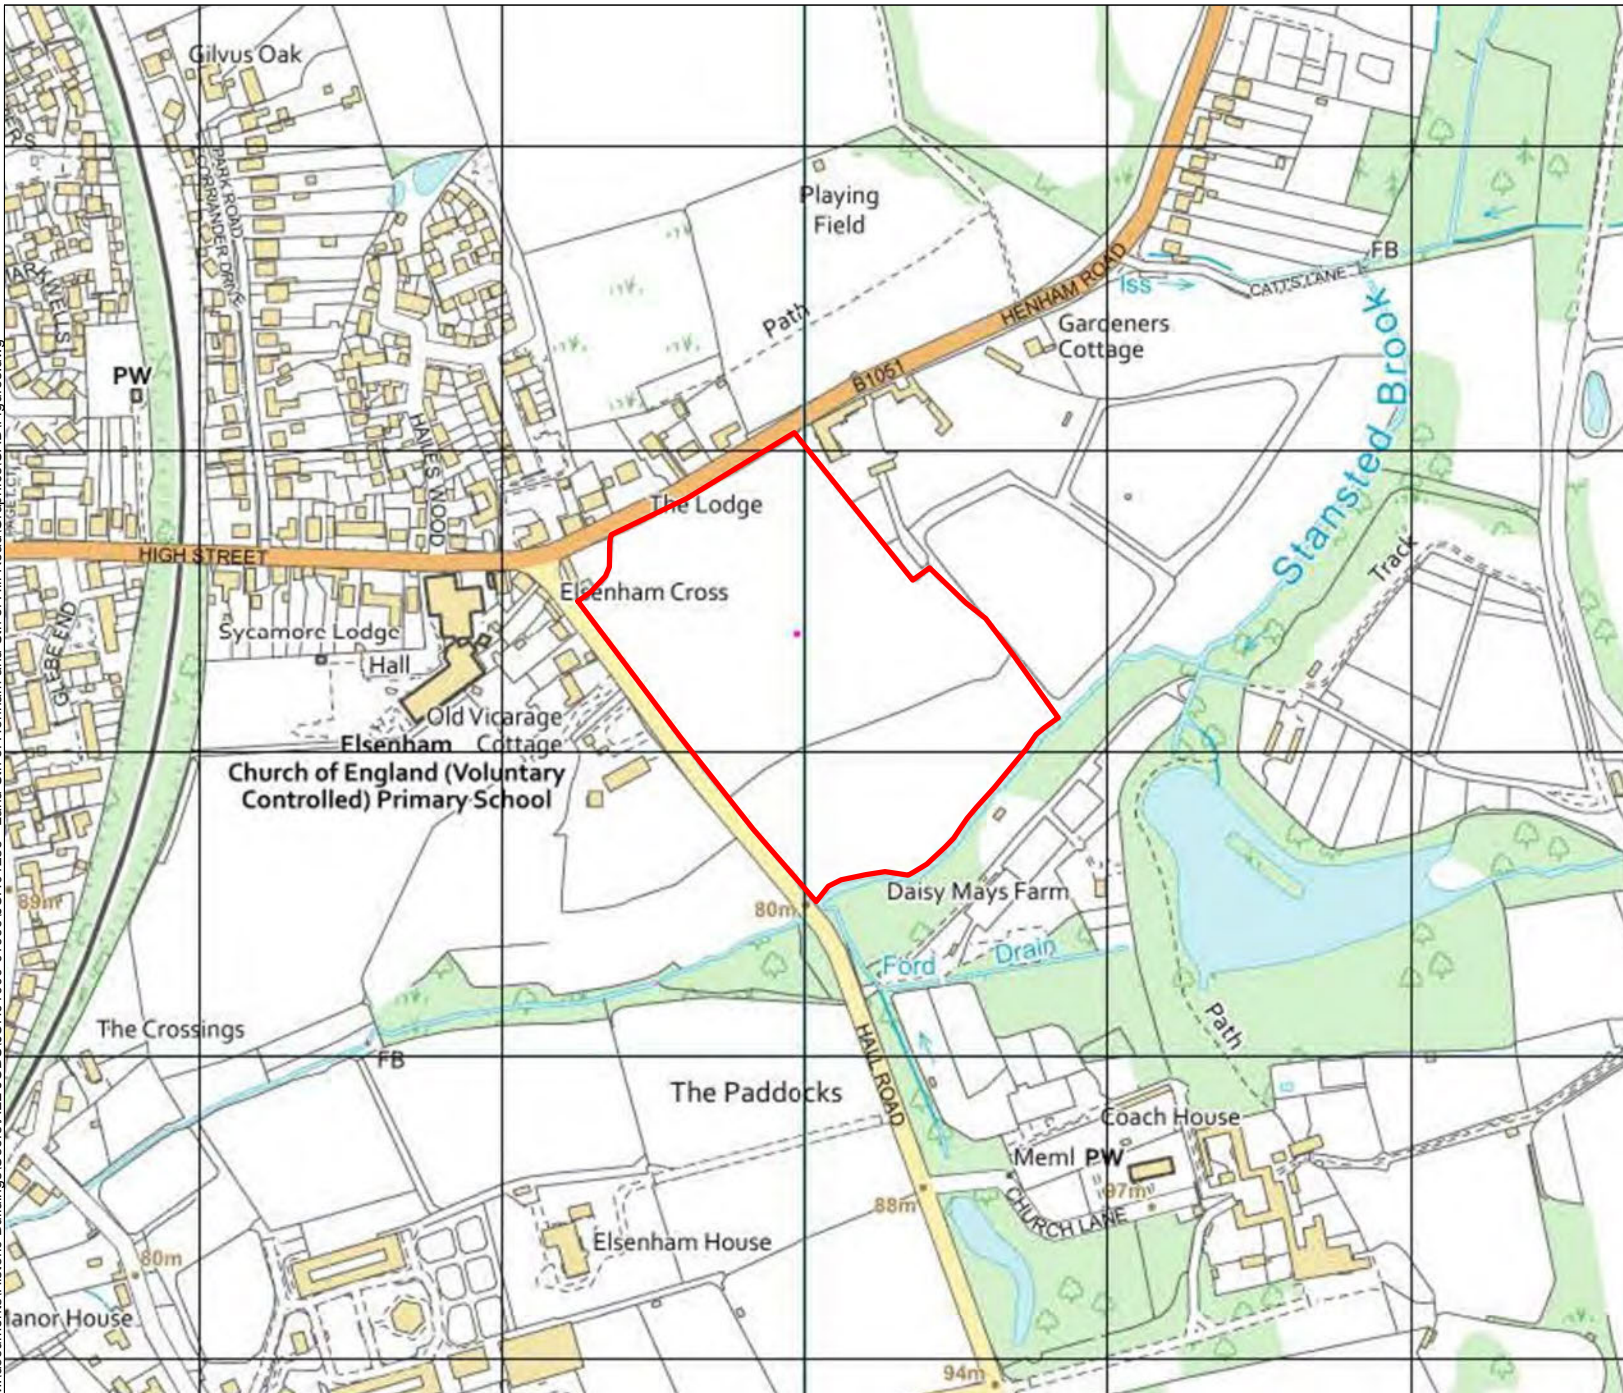 Gilvus Oak
PARK ROAD
CORRIANDER DRIVE
Playing
Field
HENHAM ROAD
Iss
CATTS LANE
FB
Gardeners
Cottage
Path
B1051
PW
HAILES WOOD
Stansted Brook
The Lodge
HIGH STREET
Elsenham Cross
Track
GLEBE END
Sycamore Lodge
Hall
Old Vicarage
Cottage
Elsenham
Church of England (Voluntary
Controlled) Primary School
89m
80m
Daisy Mays Farm
Ford
Drain
Path
The Crossings
FB
HALL ROAD
The Paddocks
Coach House
Meml PW
97m
CHURCH LANE
88m
Elsenham House
80m
Manor House
94m